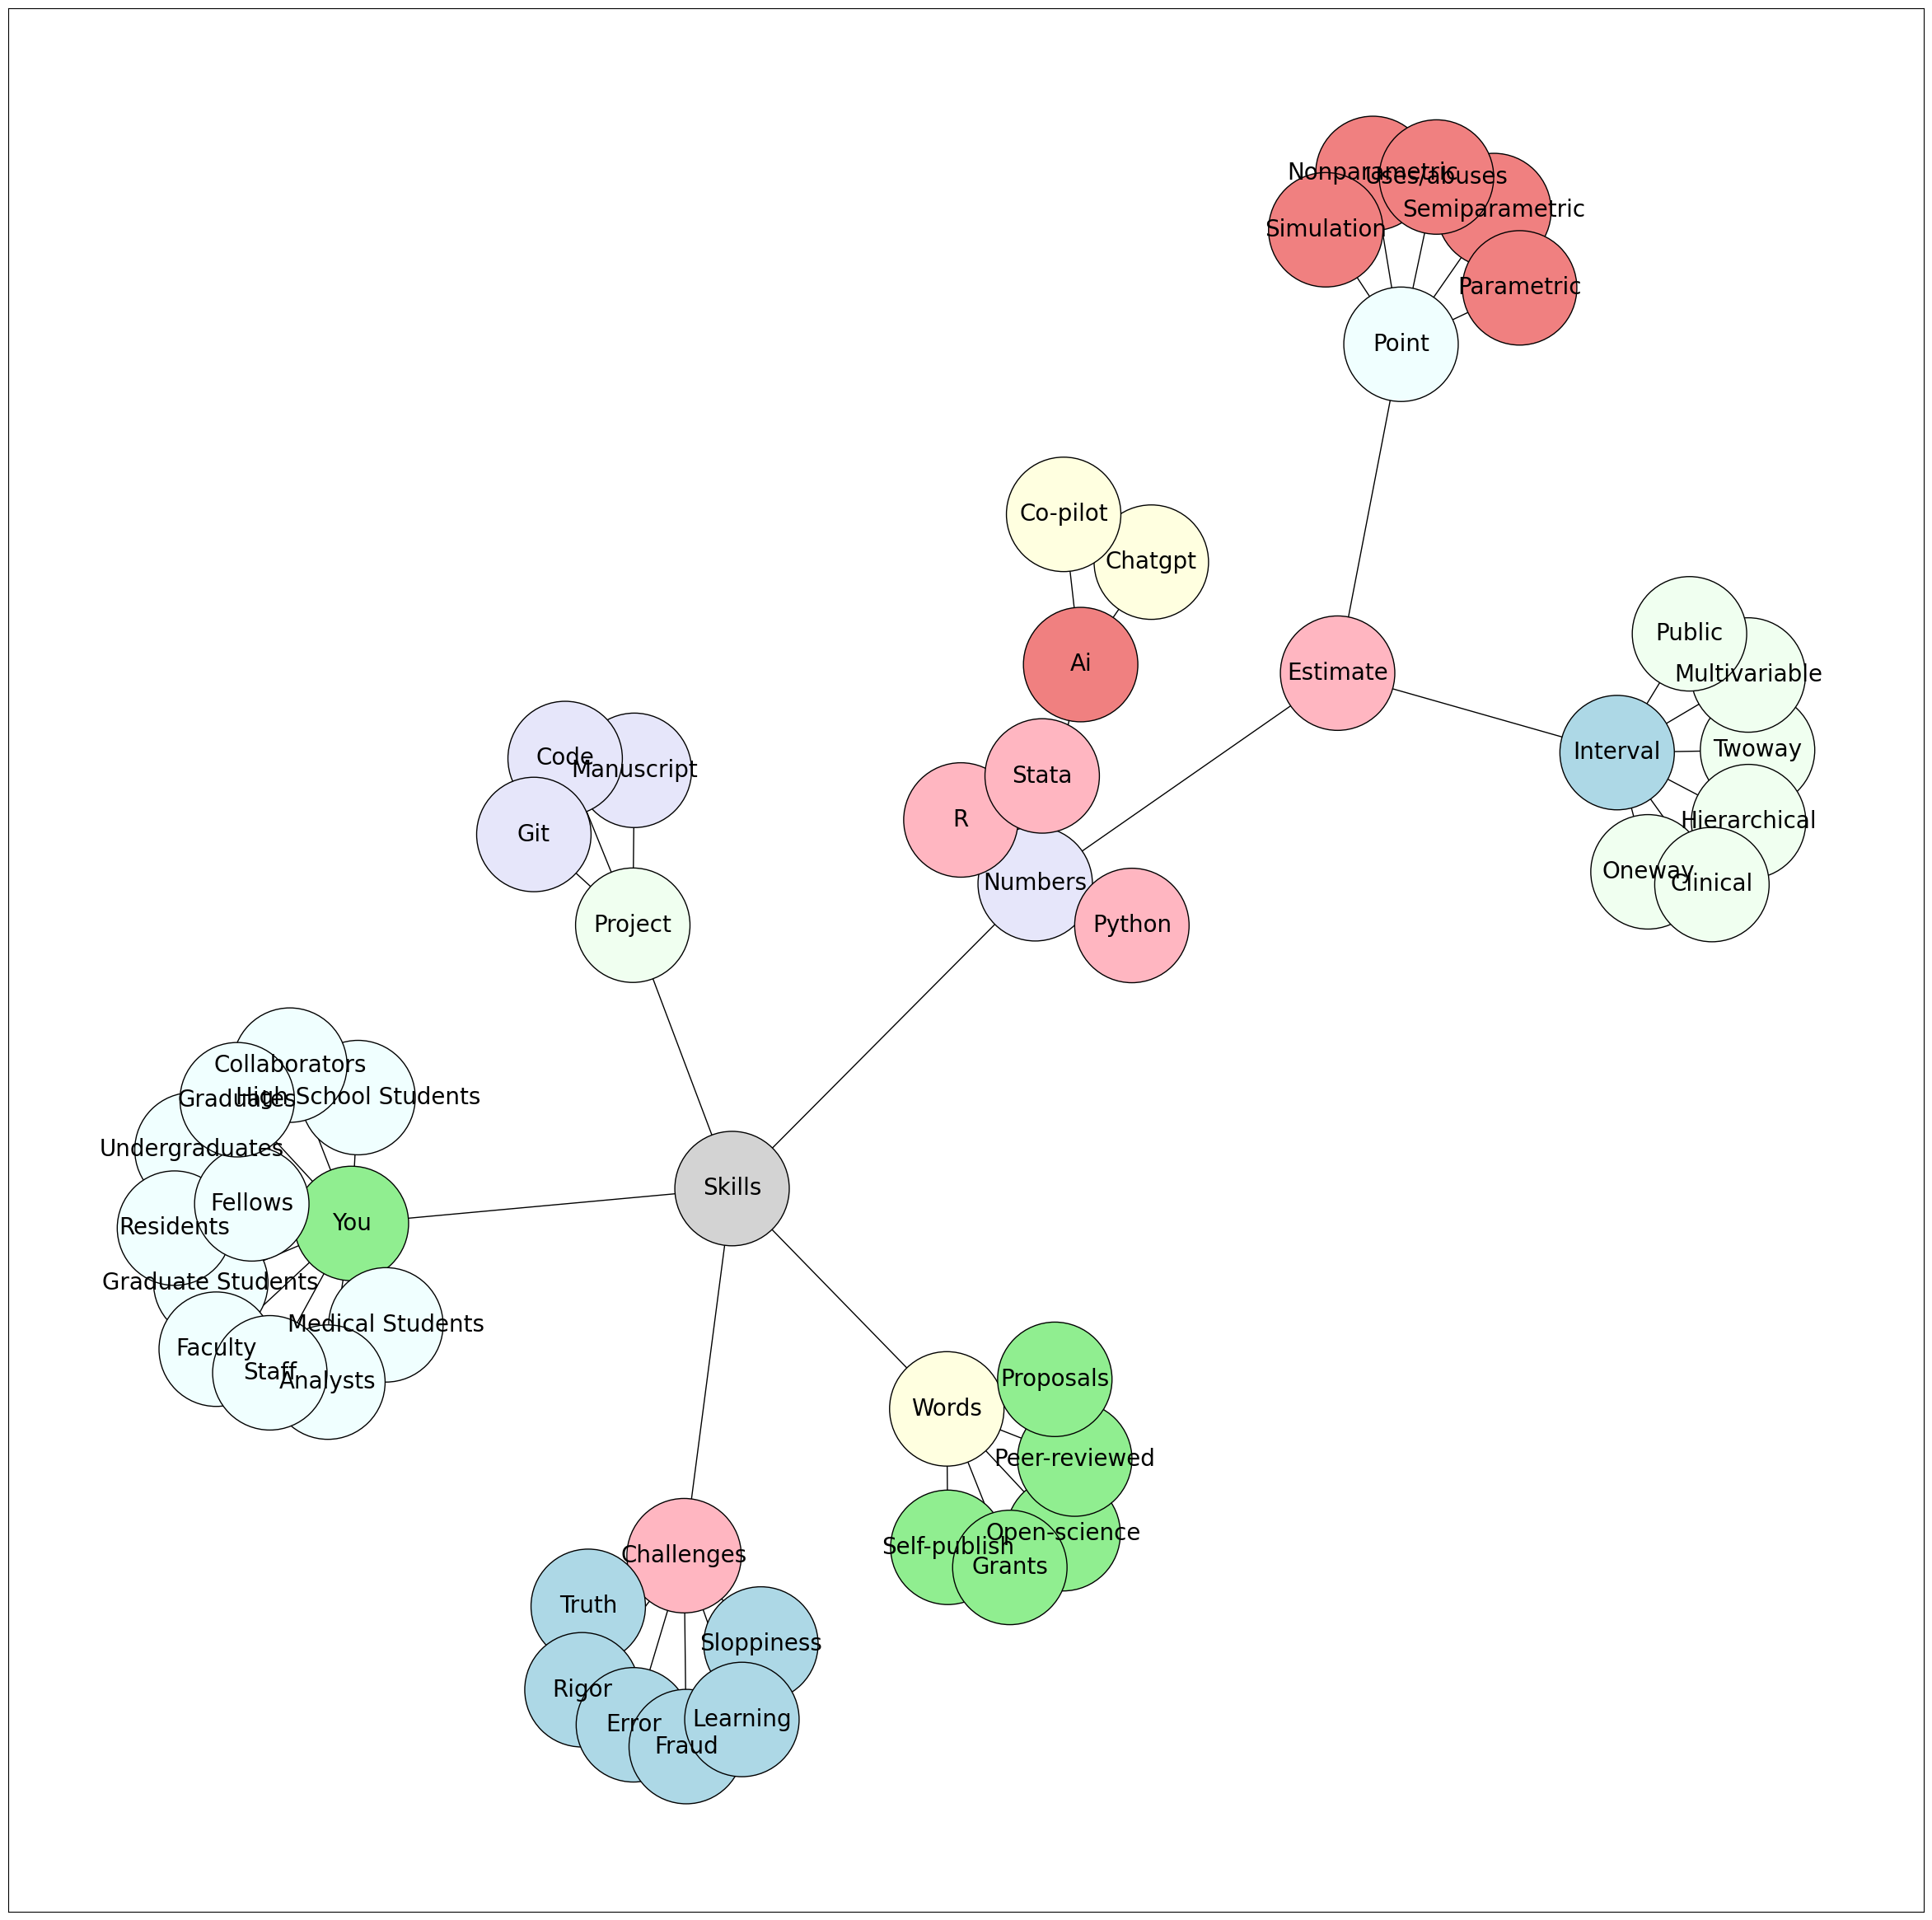 Nonparametric
Uses/abuses
Semiparametric
Simulation
Parametric
Point
Co-pilot
Chatgpt
Ai
Estimate
Public
Multivariable
Interval
Twoway
Hierarchical
Oneway
Clinical
Code
Manuscript
Git
Project
Stata
R
Numbers
Python
Collaborators
Graduates
High School Students
Undergraduates
Fellows
Residents
You
Graduate Students
Medical Students
Faculty
Staff
Analysts
Skills
Words
Proposals
Peer-reviewed
Open-science
Self-publish
Grants
Challenges
Truth
Sloppiness
Rigor
Error
Fraud
Learning